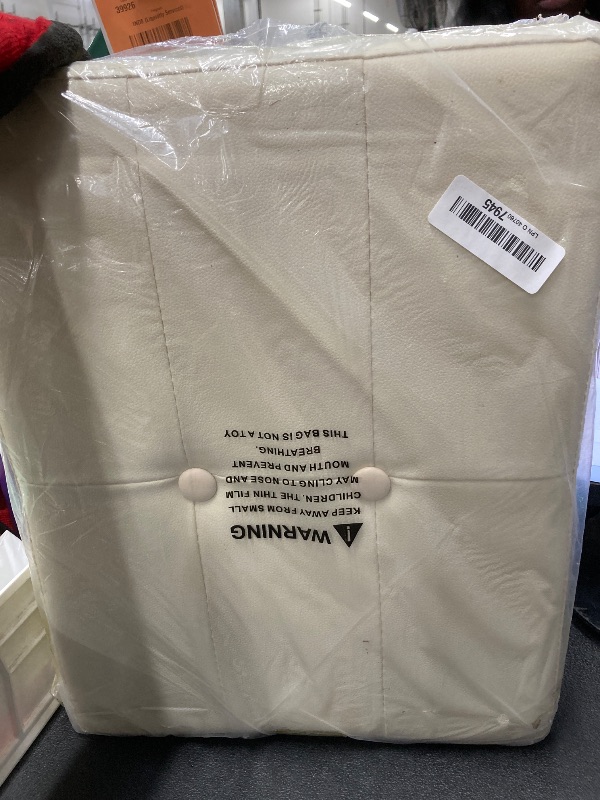 39926
7945
WARNING
KEEP AWAY FROM SMALL
CHILDREN. THE THIN FILM
MAY CLING TO NOSE AND
MOUTH AND PREVENT
BREATHING.
THIS BAG IS NOT A TOY